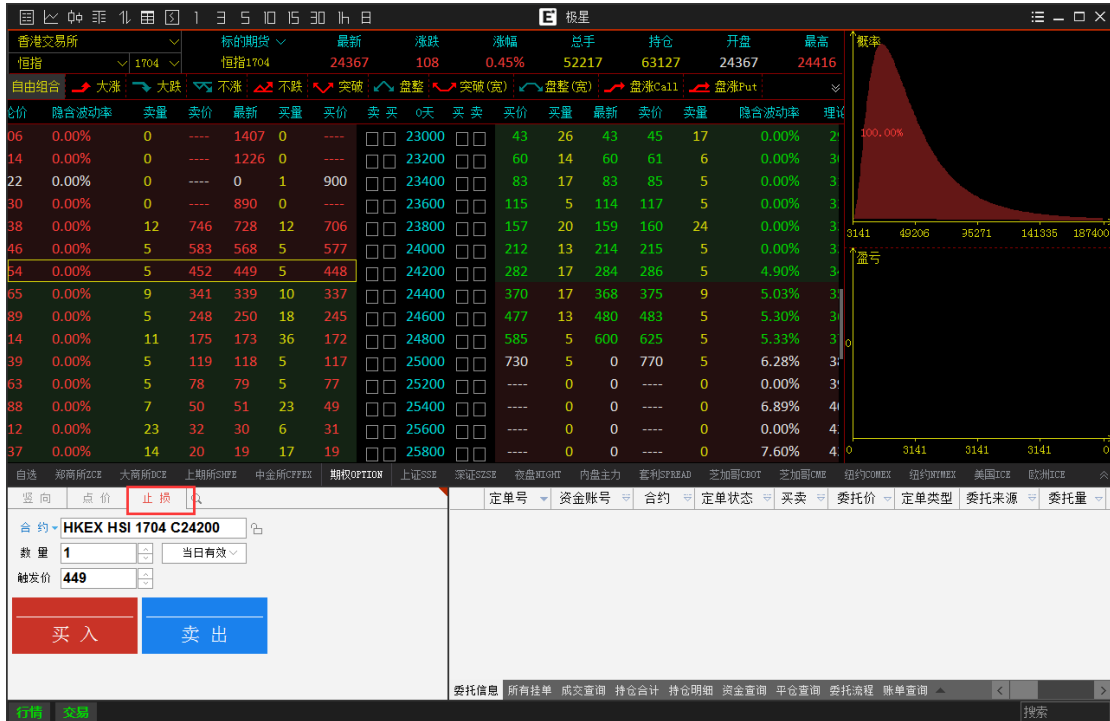 1 3 5 10 15 30 1h 日 E 极星
香港交易所 标的期货 最新 涨跌 涨幅 总手 持仓 开盘 最高
恒指 1704 恒指1704 24367 108 0.45% 52217 63127 24367 24416
自由组合 大涨 大跌 不涨 不跌 突破 盘整 突破(宽) 盘整(宽) 盘涨Call 盘涨Put
仑价 隐含波动率 卖量 卖价 最新 买量 买价 卖 买 0天 买 卖 买价 买量 最新 卖价 卖量 隐含波动率 理论
06 0.00% 0 ---- 1407 0 ---- 23000 43 26 43 45 17 0.00%
14 0.00% 0 ---- 1226 0 ---- 23200 60 14 60 61 6 0.00%
22 0.00% 0 ---- 0 1 900 23400 83 17 83 85 5 0.00%
30 0.00% 0 ---- 890 0 ---- 23600 115 5 114 117 5 0.00%
38 0.00% 12 746 728 12 706 23800 157 20 159 160 24 0.00%
46 0.00% 5 583 568 5 577 24000 212 13 214 215 5 0.00%
54 0.00% 5 452 449 5 448 24200 282 17 284 286 5 4.90%
65 0.00% 9 341 339 10 337 24400 370 17 368 375 9 5.03%
89 0.00% 5 248 250 18 245 24600 477 13 480 483 5 5.30%
14 0.00% 11 175 173 36 172 24800 585 5 600 625 5 5.33%
39 0.00% 5 119 118 5 117 25000 730 5 0 770 5 6.28%
63 0.00% 5 78 79 5 77 25200 ---- 0 0 ---- 0 0.00%
88 0.00% 7 50 51 23 49 25400 ---- 0 0 ---- 0 6.89%
12 0.00% 23 32 30 6 31 25600 ---- 0 0 ---- 0 0.00%
37 0.00% 14 20 19 17 19 25800 ---- 0 0 ---- 0 7.60%
概率
100.00%
3141 49206 95271 141335 187400
盈亏
0
0 3141 3141 3141 0
自选 郑商所ZCE 大商所DCE 上期所SHFE 中金所CFFEX 期权OPTION 上证SSE 深证SZSE 夜盘NIGHT 内盘主力 套利SPREAD 芝加哥CBOT 芝加哥CME 纽约COMEX 纽约NYMEX 美国ICE 欧洲ICE
竖向 点价 止损
合约 HKEX HSI 1704 C24200
数量 1 当日有效
触发价 449
买入 卖出
定单号 资金账号 合约 定单状态 买卖 委托价 定单类型 委托来源 委托量
委托信息 所有挂单 成交查询 持仓合计 持仓明细 资金查询 平仓查询 委托流程 账单查询
行情 交易 搜索